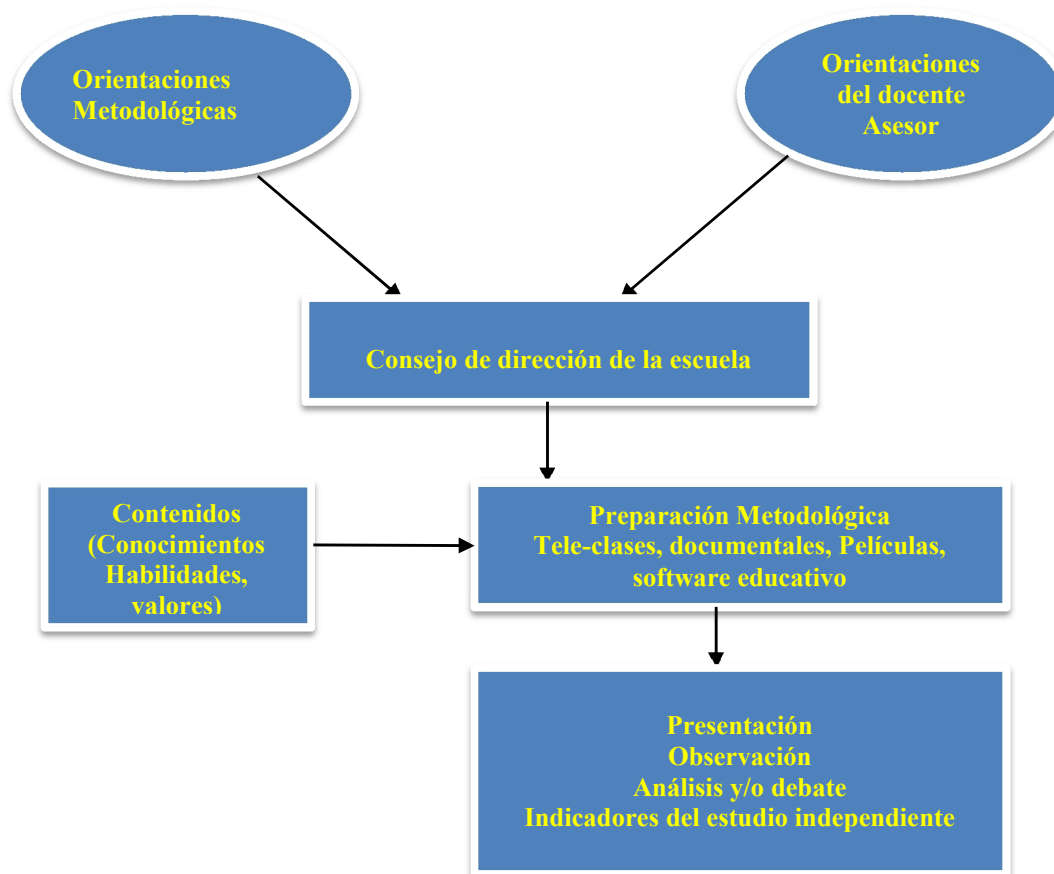 Orientaciones
Metodológicas
Orientaciones
del docente
Asesor
Consejo de dirección de la escuela
Contenidos
(Conocimientos
Habilidades,
valores)
Preparación Metodológica
Tele-clases, documentales, Películas,
software educativo
Presentación
Observación
Análisis y/o debate
Indicadores del estudio independiente